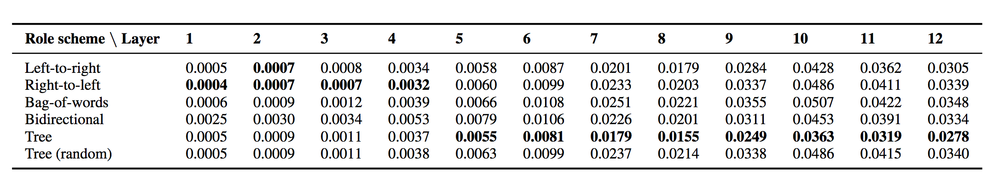 Role scheme \ Layer 1 2 3 4 5 6 7 8 9 10 11 12
Left-to-right 0.0005 0.0007 0.0008 0.0034 0.0058 0.0087 0.0201 0.0179 0.0284 0.0428 0.0362 0.0305
Right-to-left 0.0004 0.0007 0.0007 0.0032 0.0060 0.0099 0.0233 0.0203 0.0337 0.0486 0.0411 0.0339
Bag-of-words 0.0006 0.0009 0.0012 0.0039 0.0066 0.0108 0.0251 0.0221 0.0355 0.0507 0.0422 0.0348
Bidirectional 0.0025 0.0030 0.0034 0.0053 0.0079 0.0106 0.0226 0.0201 0.0311 0.0453 0.0391 0.0334
Tree 0.0005 0.0009 0.0011 0.0037 0.0055 0.0081 0.0179 0.0155 0.0249 0.0363 0.0319 0.0278
Tree (random) 0.0005 0.0009 0.0011 0.0038 0.0063 0.0099 0.0237 0.0214 0.0338 0.0486 0.0415 0.0340